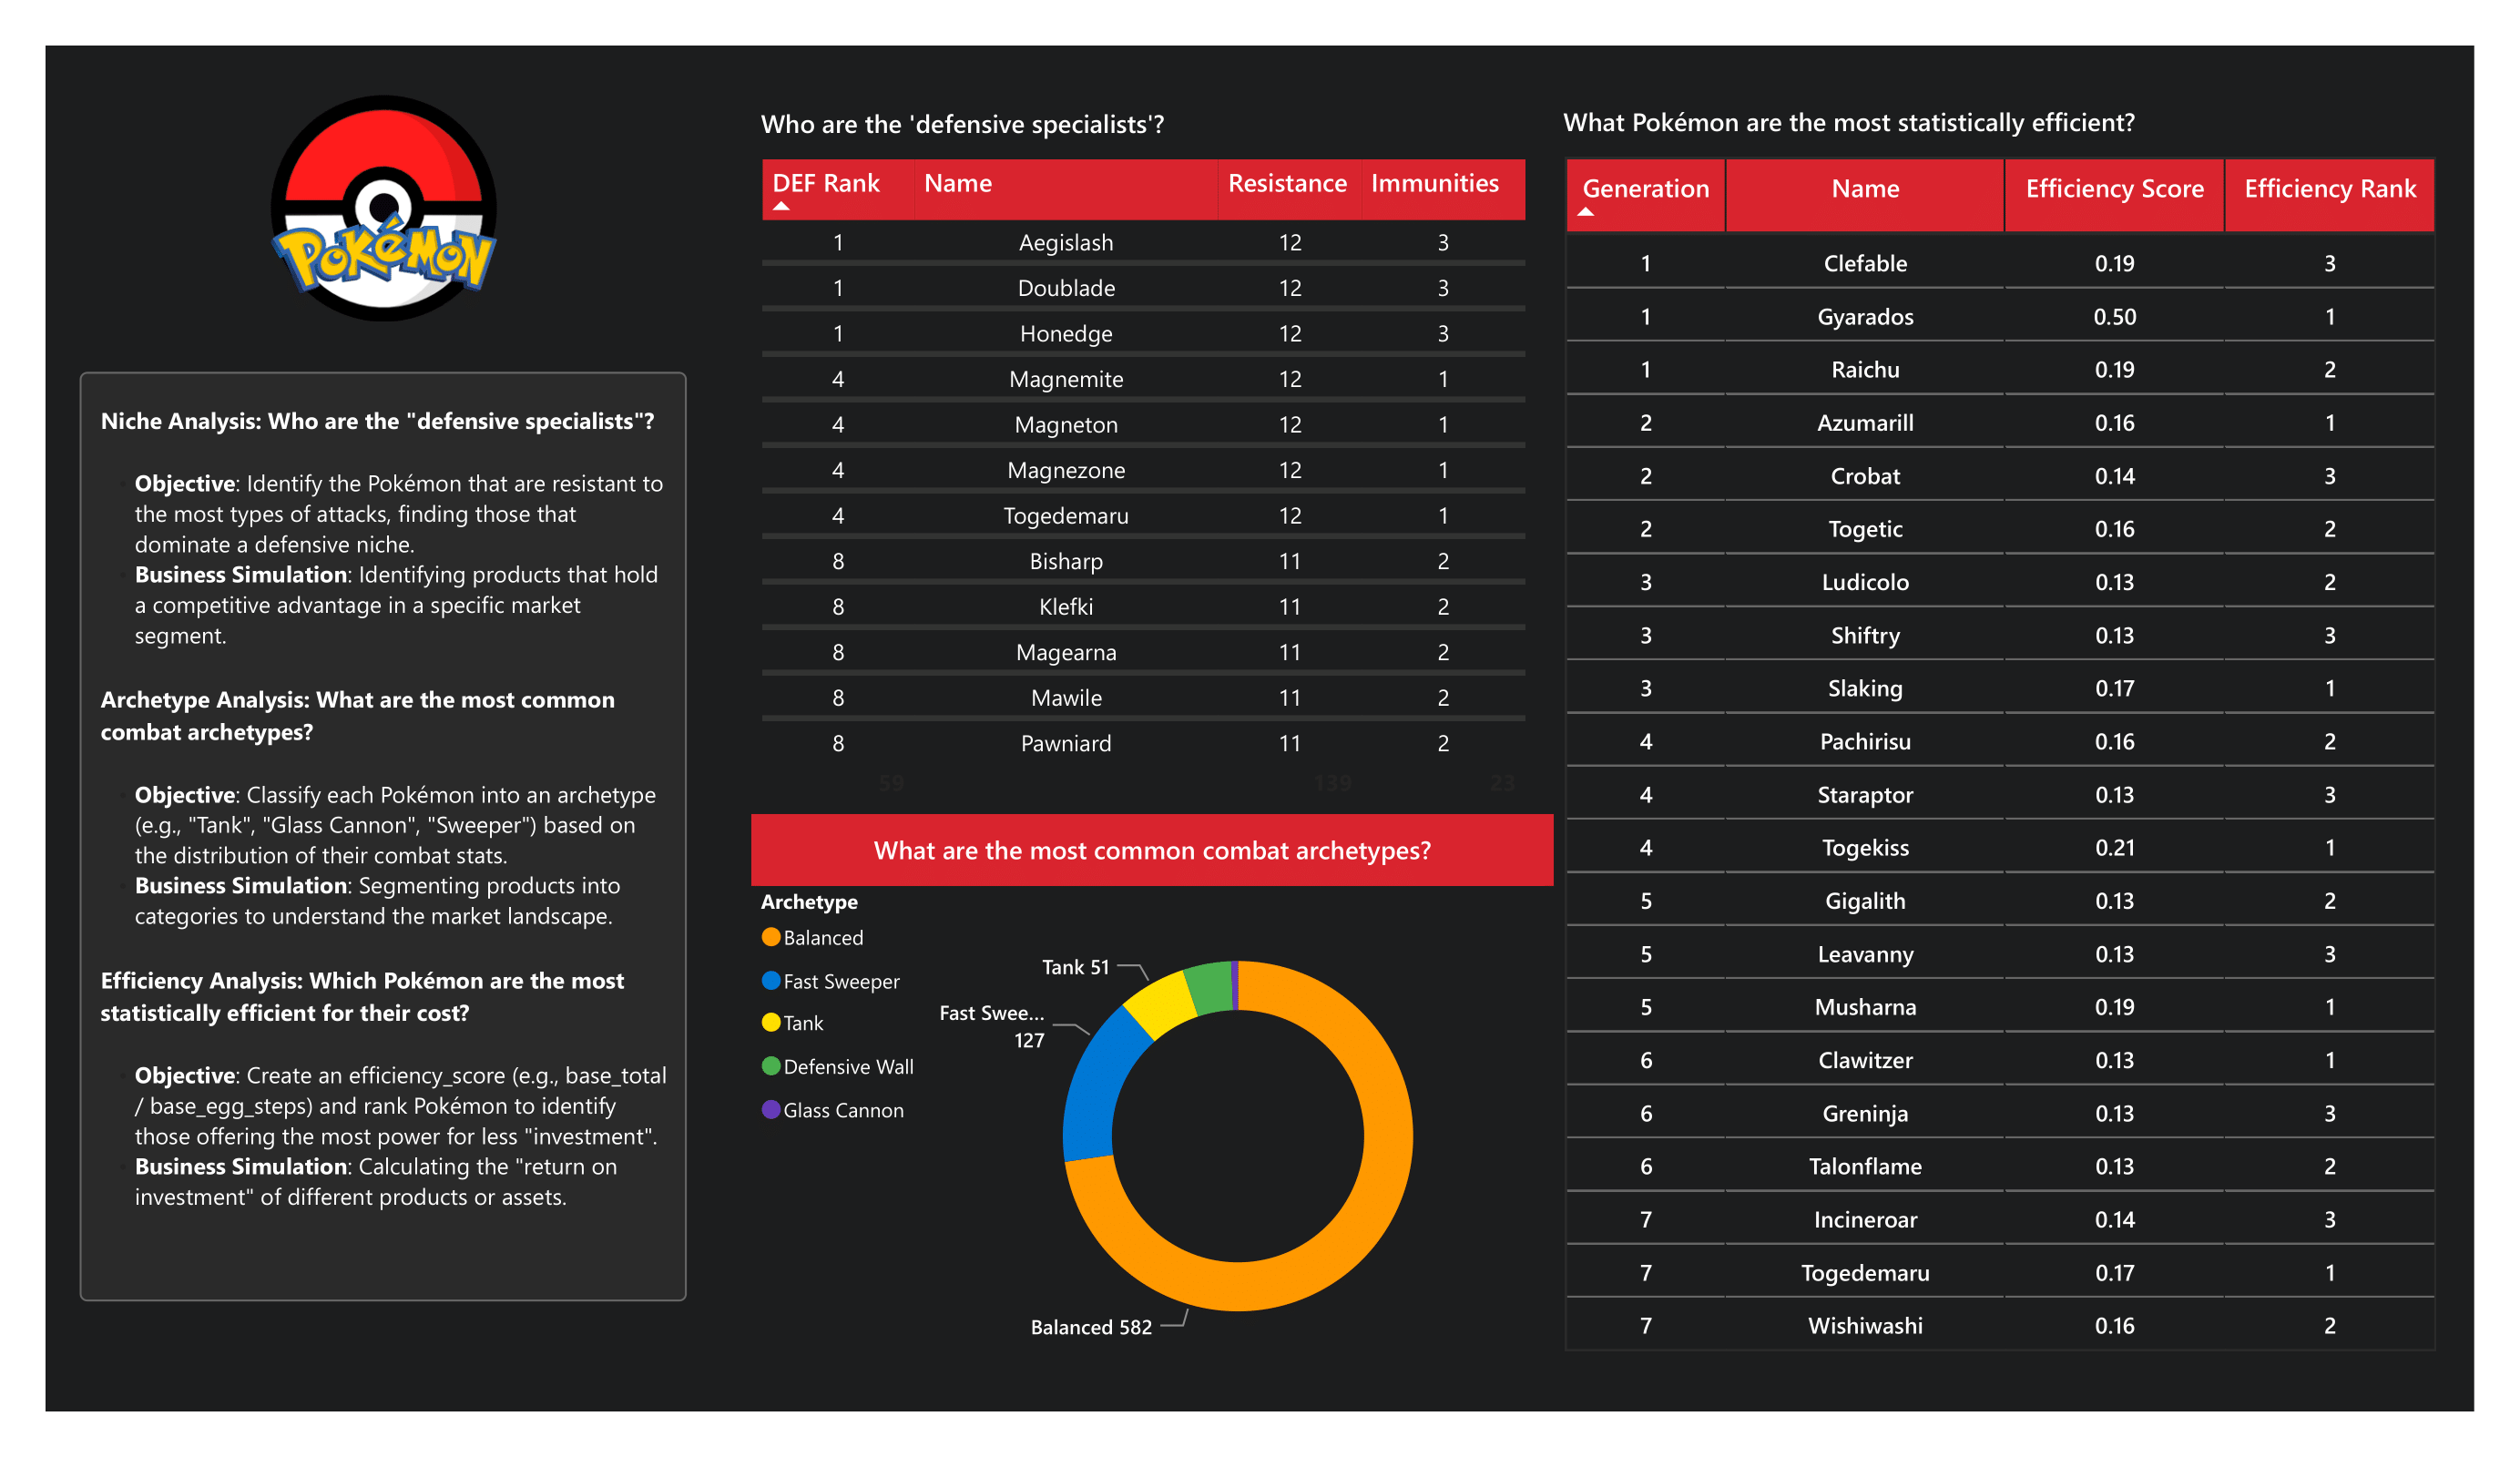 POKéMON
Niche Analysis: Who are the "defensive specialists"?
Objective: Identify the Pokémon that are resistant to
the most types of attacks, finding those that
dominate a defensive niche.
Business Simulation: Identifying products that hold
a competitive advantage in a specific market
segment.
Archetype Analysis: What are the most common
combat archetypes?
Objective: Classify each Pokémon into an archetype
(e.g., "Tank", "Glass Cannon", "Sweeper") based on
the distribution of their combat stats.
Business Simulation: Segmenting products into
categories to understand the market landscape.
Efficiency Analysis: Which Pokémon are the most
statistically efficient for their cost?
Objective: Create an efficiency_score (e.g., base_total
/ base_egg_steps) and rank Pokémon to identify
those offering the most power for less "investment".
Business Simulation: Calculating the "return on
investment" of different products or assets.
Who are the 'defensive specialists'?
DEF Rank Name Resistance Immunities
1 Aegislash 12 3
1 Doublade 12 3
1 Honedge 12 3
4 Magnemite 12 1
4 Magneton 12 1
4 Magnezone 12 1
4 Togedemaru 12 1
8 Bisharp 11 2
8 Klefki 11 2
8 Magearna 11 2
8 Mawile 11 2
8 Pawniard 11 2
59 139 23
What are the most common combat archetypes?
Archetype
Balanced
Fast Sweeper
Tank
Defensive Wall
Glass Cannon
Tank 51
Fast Swee...
127
Balanced 582
What Pokémon are the most statistically efficient?
Generation Name Efficiency Score Efficiency Rank
1 Clefable 0.19 3
1 Gyarados 0.50 1
1 Raichu 0.19 2
2 Azumarill 0.16 1
2 Crobat 0.14 3
2 Togetic 0.16 2
3 Ludicolo 0.13 2
3 Shiftry 0.13 3
3 Slaking 0.17 1
4 Pachirisu 0.16 2
4 Staraptor 0.13 3
4 Togekiss 0.21 1
5 Gigalith 0.13 2
5 Leavanny 0.13 3
5 Musharna 0.19 1
6 Clawitzer 0.13 1
6 Greninja 0.13 3
6 Talonflame 0.13 2
7 Incineroar 0.14 3
7 Togedemaru 0.17 1
7 Wishiwashi 0.16 2